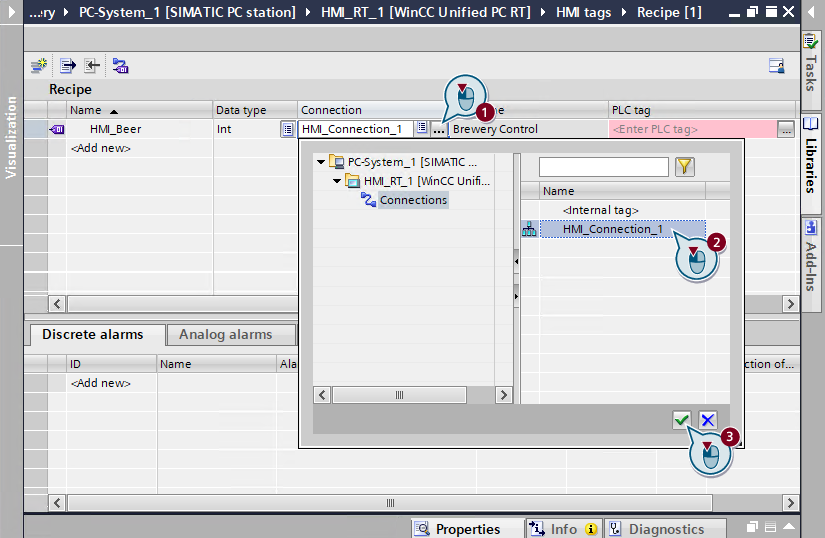 …ery ▸ PC-System_1 [SIMATIC PC station] ▸ HMI_RT_1 [WinCC Unified PC RT] ▸ HMI tags ▸ Recipe [1]
Visualization
Recipe
Name Data type Connection PLC tag
HMI_Beer Int HMI_Connection_1 ... Brewery Control <Enter PLC tag> ...
<Add new>
1
PC-System_1 [SIMATIC ...
HMI_RT_1 [WinCC Unifi...
Connections
Name
<Internal tag>
HMI_Connection_1
2
3
Discrete alarms Analog alarms
ID Name Ala ction of...
<Add new>
Properties Info Diagnostics
Tasks
Libraries
Add-Ins